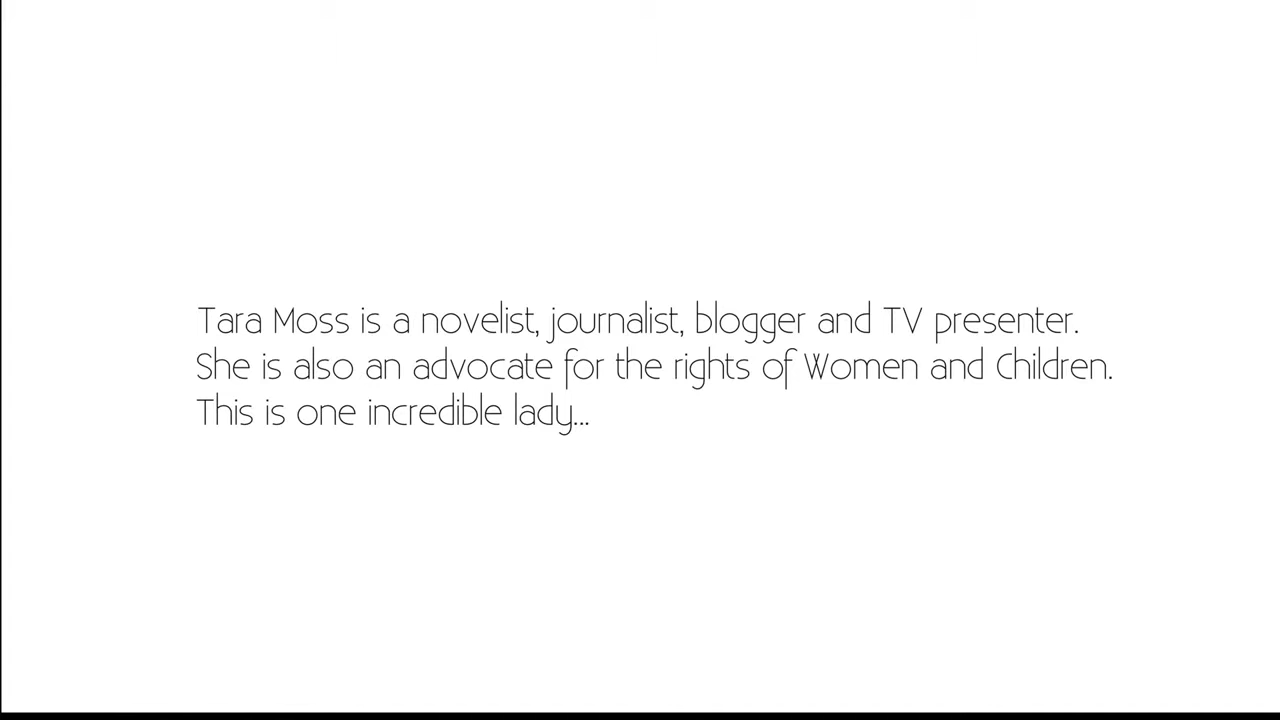 Tara Moss is a novelist, journalist, blogger and TV presenter.
She is also an advocate for the rights of Women and Children.
This is one incredible lady...